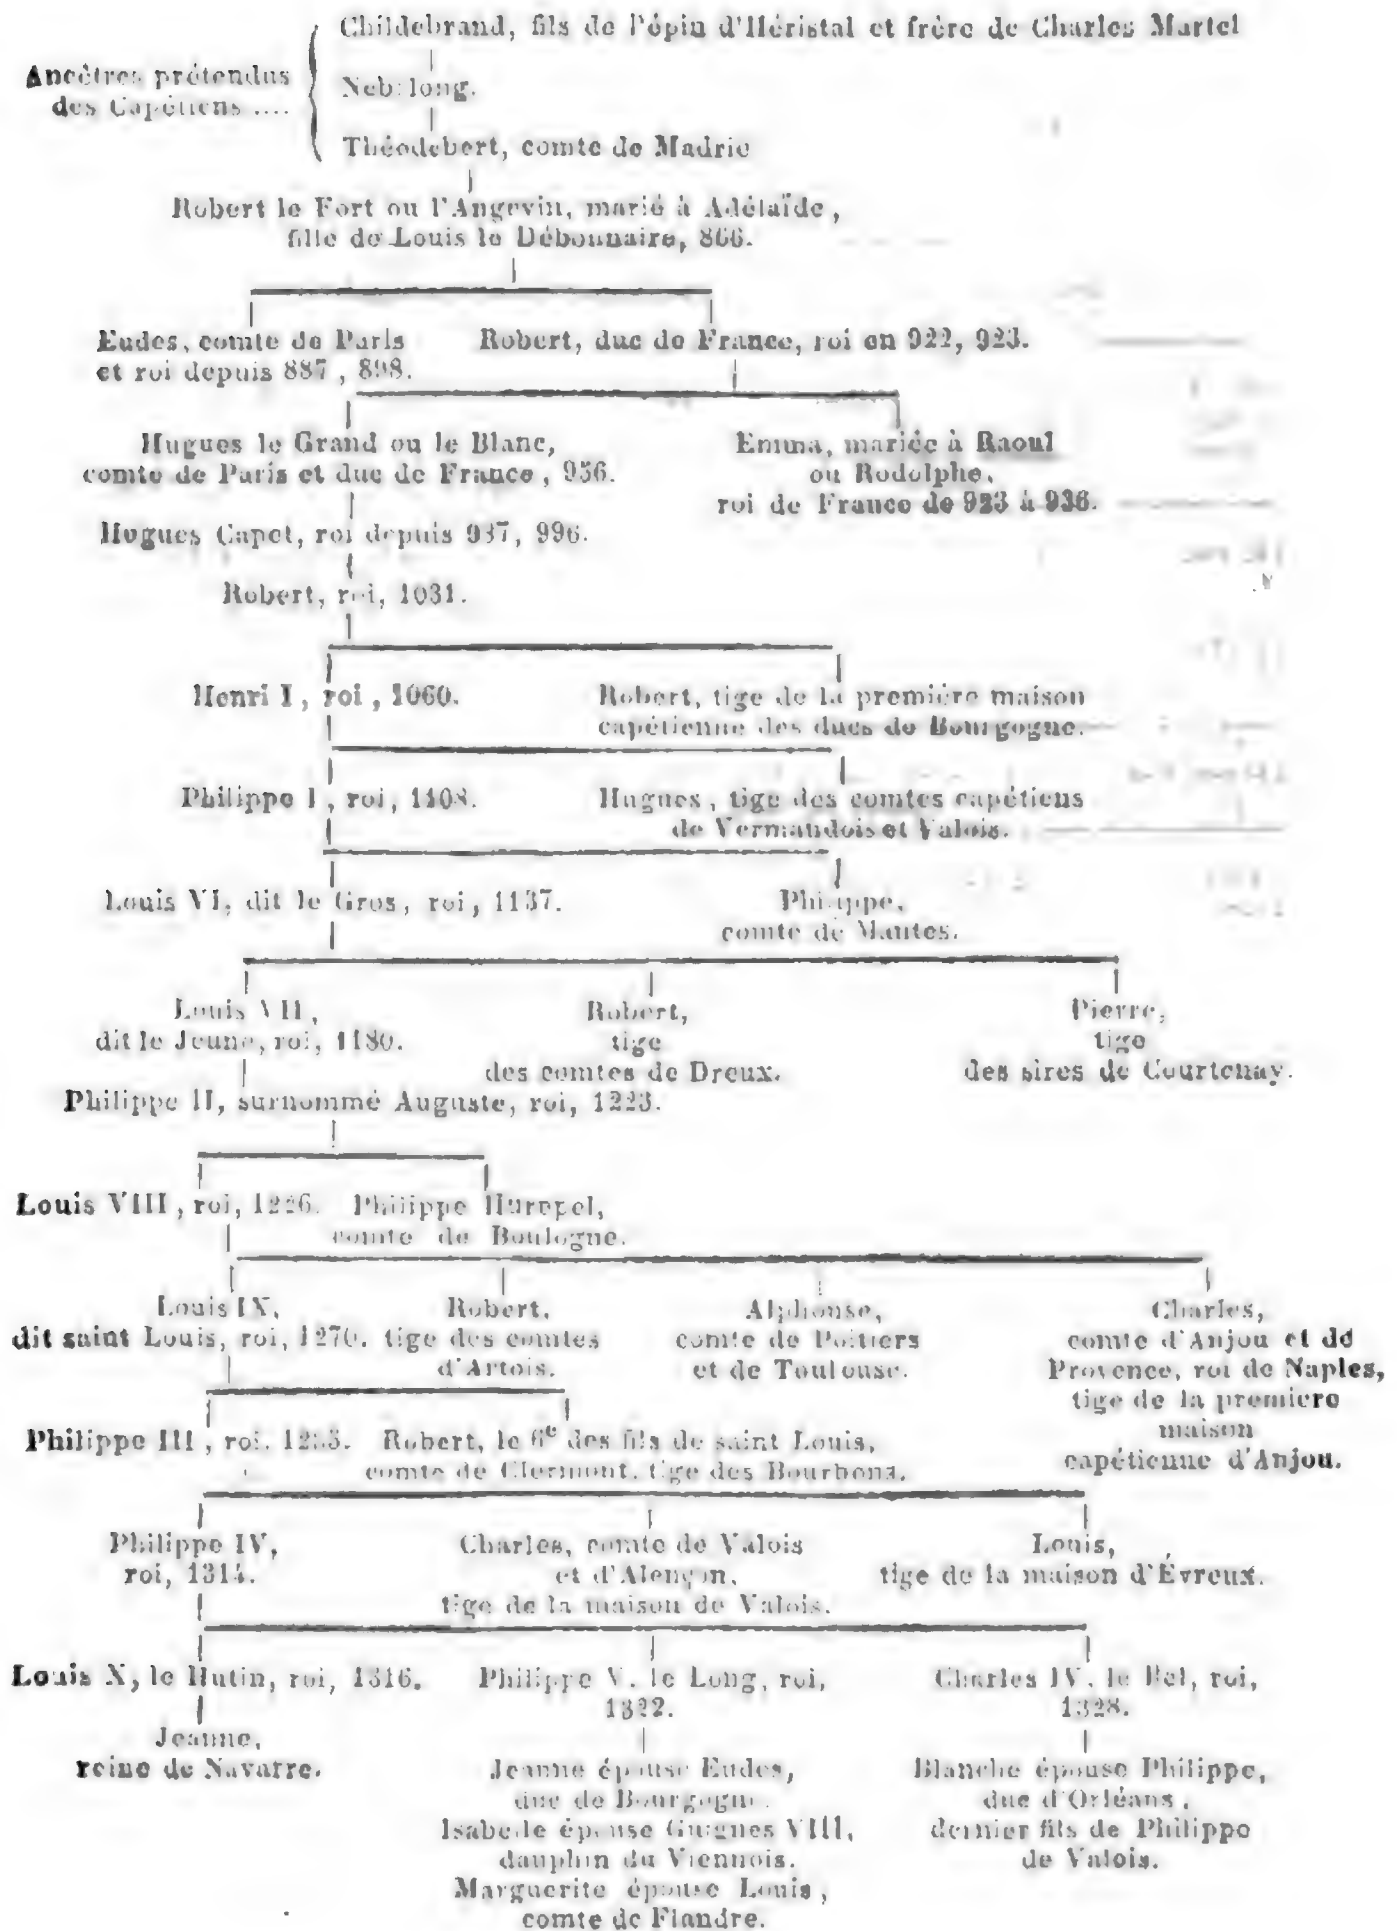 Childebrand, fils de Pépin d'Héristal et frère de Charles Martel
Ancêtres prétendus
des Capétiens ....
Nebelong.
Théodebert, comte de Madrie
Robert le Fort ou l'Angevin, marié à Adélaïde,
fille de Louis le Débonnaire, 866.
Eudes, comte de Paris
et roi depuis 887, 898.
Robert, duc de France, roi en 922, 923.
Hugues le Grand ou le Blanc,
comte de Paris et duc de France, 956.
Emma, mariée à Raoul
ou Rodolphe,
roi de France de 923 à 936.
Hugues Capet, roi depuis 987, 996.
Robert, roi, 1031.
Henri I, roi, 1060.
Robert, tige de la première maison
capétienne des ducs de Bourgogne.
Philippe I, roi, 1108.
Hugues, tige des comtes capétiens
de Vermandois et Valois.
Louis VI, dit le Gros, roi, 1137.
Philippe,
comte de Mantes.
Louis VII,
dit le Jeune, roi, 1180.
Robert,
tige
des comtes de Dreux.
Pierre,
tige
des sires de Courtenay.
Philippe II, surnommé Auguste, roi, 1223.
Louis VIII, roi, 1226.
Philippe Hurepel,
comte de Boulogne.
Louis IX,
dit saint Louis, roi, 1270.
Robert,
tige des comtes
d'Artois.
Alphonse,
comte de Poitiers
et de Toulouse.
Charles,
comte d'Anjou et de
Provence, roi de Naples,
tige de la première
maison
capétienne d'Anjou.
Philippe III, roi, 1285.
Robert, le 6e des fils de saint Louis,
comte de Clermont, tige des Bourbons.
Philippe IV,
roi, 1314.
Charles, comte de Valois
et d'Alençon,
tige de la maison de Valois.
Louis,
tige de la maison d'Évreux.
Louis X, le Hutin, roi, 1316.
Philippe V, le Long, roi,
1322.
Charles IV, le Bel, roi,
1328.
Jeanne,
reine de Navarre.
Jeanne épouse Eudes,
duc de Bourgogne.
Isabelle épouse Guignes VIII,
dauphin du Viennois.
Marguerite épouse Louis,
comte de Flandre.
Blanche épouse Philippe,
duc d'Orléans,
dernier fils de Philippe
de Valois.